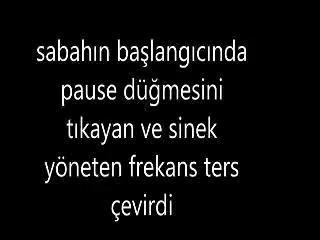 sabahın başlangıcında
pause düğmesini
tıkayan ve sinek
yöneten frekans ters
çevirdi